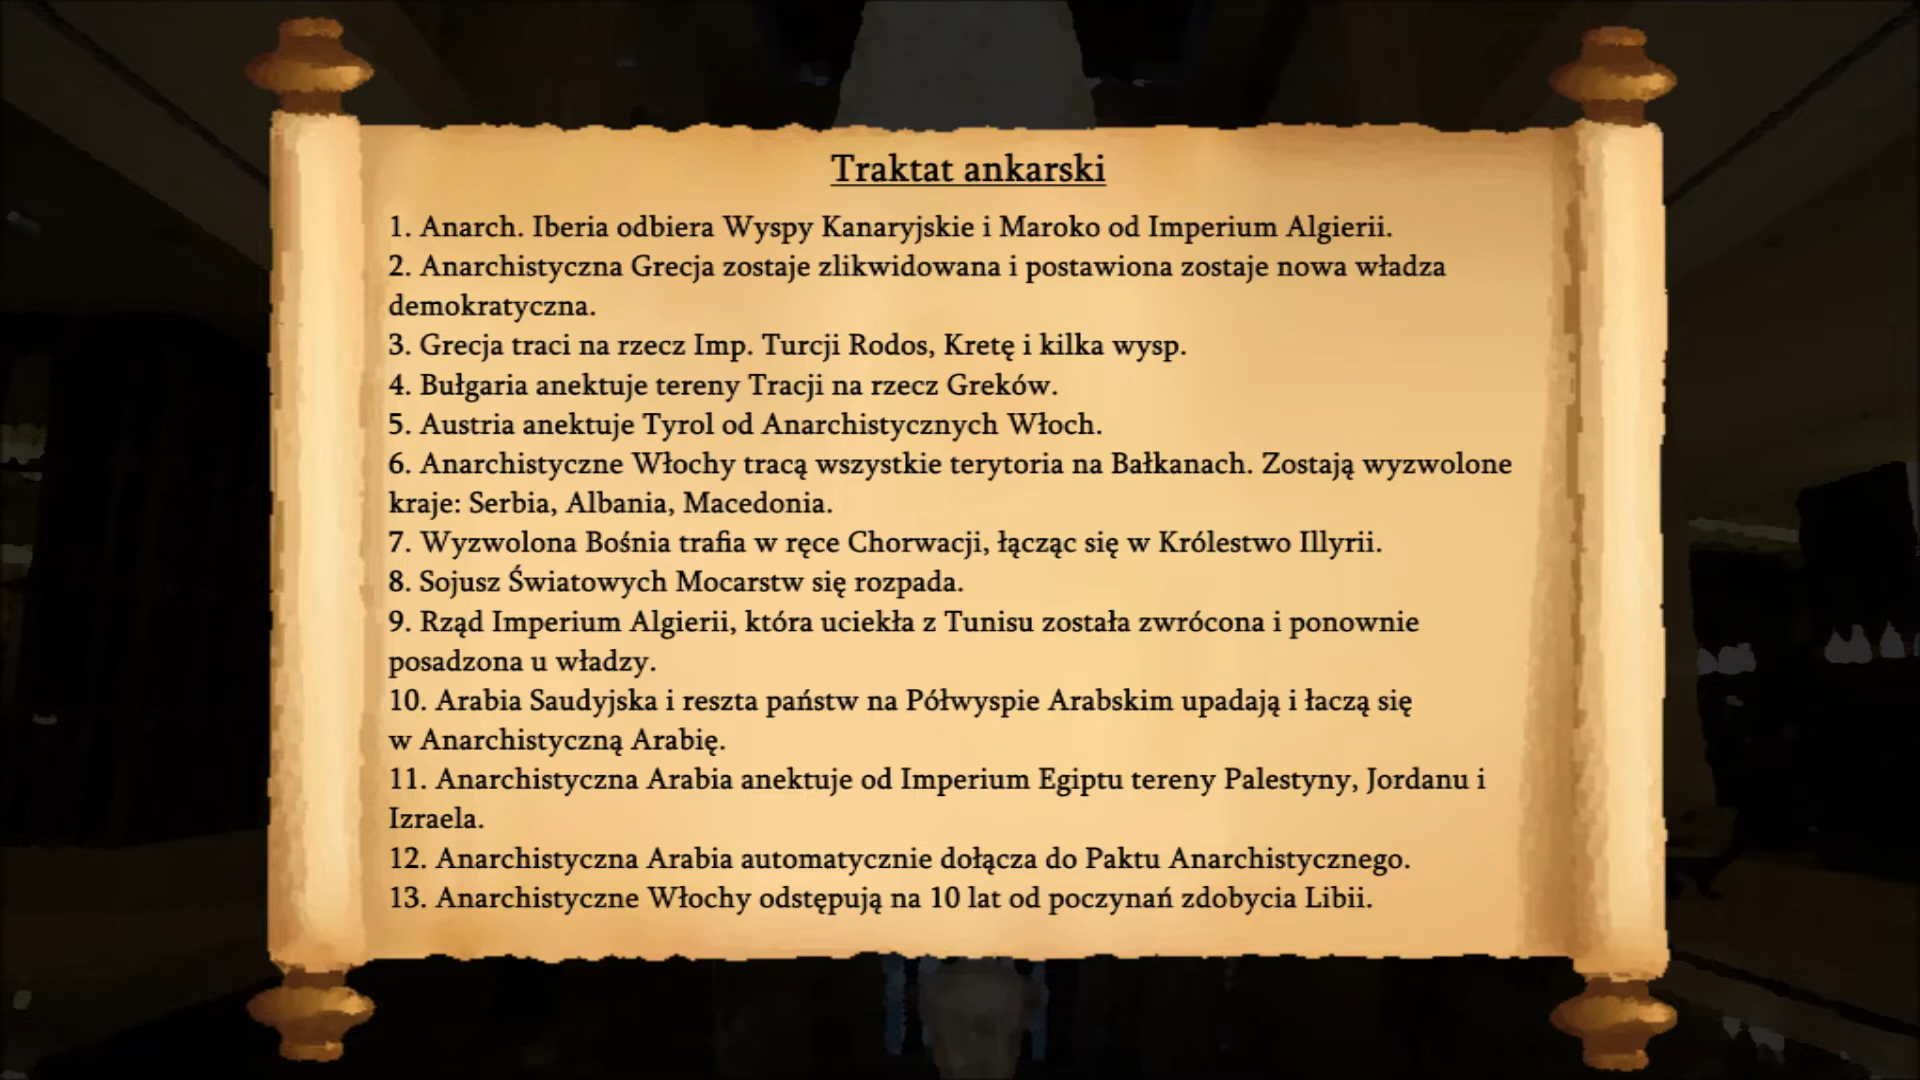 Traktat ankarski
1. Anarch. Iberia odbiera Wyspy Kanaryjskie i Maroko od Imperium Algierii.
2. Anarchistyczna Grecja zostaje zlikwidowana i postawiona zostaje nowa władza
demokratyczna.
3. Grecja traci na rzecz Imp. Turcji Rodos, Kretę i kilka wysp.
4. Bułgaria anektuje tereny Tracji na rzecz Greków.
5. Austria anektuje Tyrol od Anarchistycznych Włoch.
6. Anarchistyczne Włochy tracą wszystkie terytoria na Bałkanach. Zostają wyzwolone
kraje: Serbia, Albania, Macedonia.
7. Wyzwolona Bośnia trafia w ręce Chorwacji, łącząc się w Królestwo Illyrii.
8. Sojusz Światowych Mocarstw się rozpada.
9. Rząd Imperium Algierii, która uciekła z Tunisu została zwrócona i ponownie
posadzona u władzy.
10. Arabia Saudyjska i reszta państw na Półwyspie Arabskim upadają i łaczą się
w Anarchistyczną Arabię.
11. Anarchistyczna Arabia anektuje od Imperium Egiptu tereny Palestyny, Jordanu i
Izraela.
12. Anarchistyczna Arabia automatycznie dołącza do Paktu Anarchistycznego.
13. Anarchistyczne Włochy odstępują na 10 lat od poczynań zdobycia Libii.